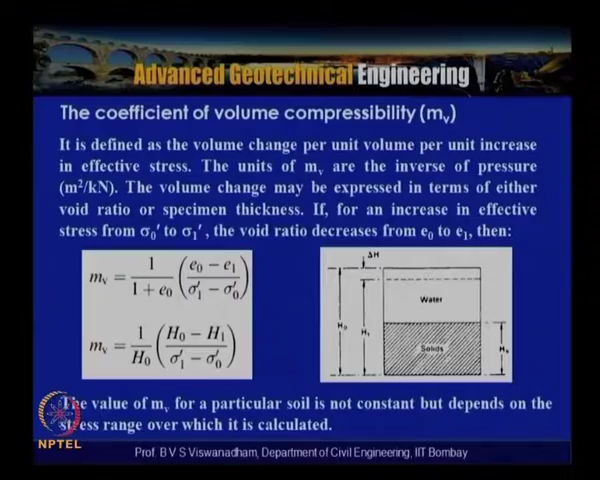 Advanced Geotechnical Engineering
The coefficient of volume compressibility (mᵥ)
It is defined as the volume change per unit volume per unit increase
in effective stress. The units of mᵥ are the inverse of pressure
(m²/kN). The volume change may be expressed in terms of either
void ratio or specimen thickness. If, for an increase in effective
stress from σ₀′ to σ₁′ , the void ratio decreases from e₀ to e₁, then:
mᵥ = 1/(1 + e₀) ((e₀ − e₁)/(σ′₁ − σ′₀))
mᵥ = 1/H₀ ((H₀ − H₁)/(σ′₁ − σ′₀))
ΔH
Water
H₀
H₁
Solids
Hₛ
The value of mᵥ for a particular soil is not constant but depends on the
stress range over which it is calculated.
NPTEL
Prof. B V S Viswanadham, Department of Civil Engineering, IIT Bombay